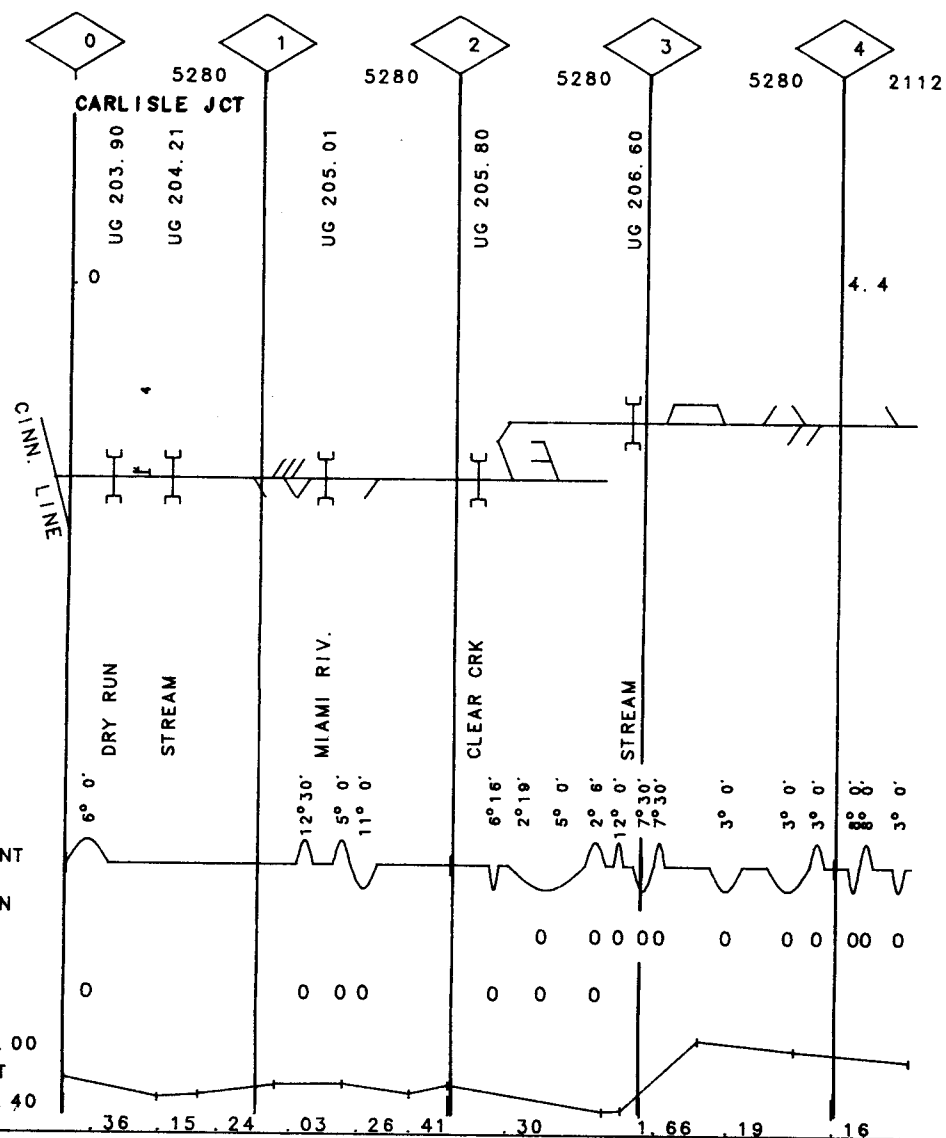 0 1 2 3 4
5280 5280 5280 5280 2112
CARLISLE JCT
UG 203.90
UG 204.21
UG 205.01
UG 205.80
UG 206.60
0
4.4
4
CINN. LINE
DRY RUN
STREAM
MIAMI RIV.
CLEAR CRK
STREAM
6° 0'
12°30'
5° 0'
11° 0'
6°16'
2°19'
5° 0'
2° 6'
12° 0'
7°30'
7°30'
3° 0'
3° 0'
3° 0'
8° 0'
8° 0'
3° 0'
NT
N
0 0 0 0 0 0 0 0 0 0 0
0 0 0 0 0 0 0
.00
T
.40
.36 .15 .24 .03 .26 .41 .30 1.66 .19 .16